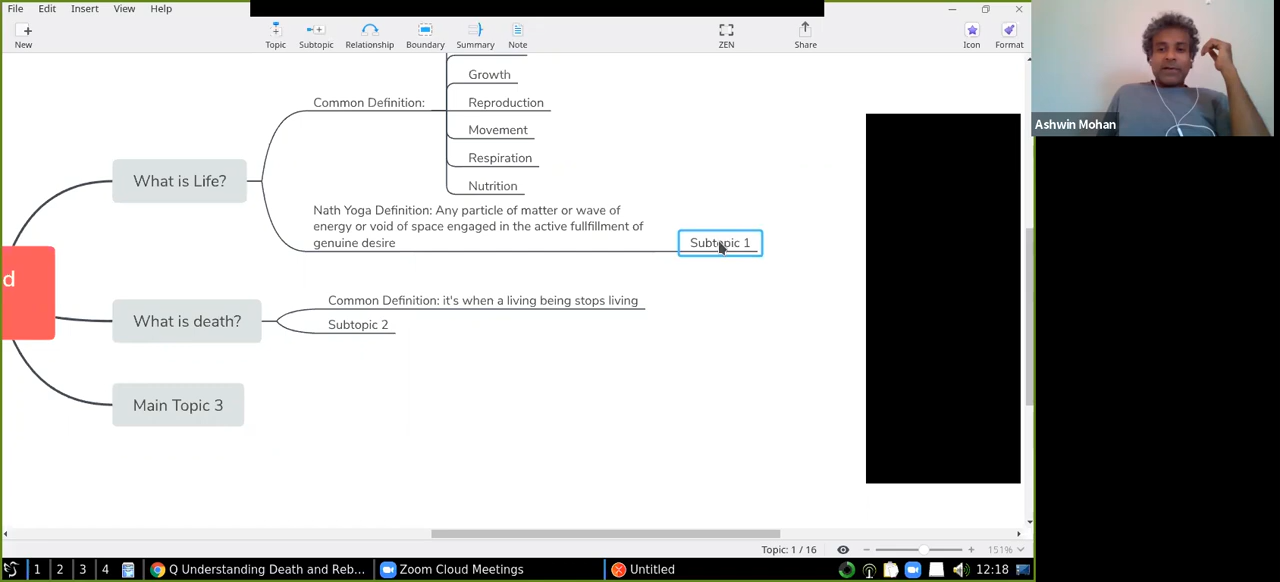 File Edit Insert View Help
New
Topic Subtopic Relationship Boundary Summary Note
ZEN
Share
Icon Format
Growth
Common Definition:
Reproduction
Movement
Respiration
Nutrition
What is Life?
Nath Yoga Definition: Any particle of matter or wave of
energy or void of space engaged in the active fullfillment of
genuine desire
Subtopic 1
d
What is death?
Common Definition: it's when a living being stops living
Subtopic 2
Main Topic 3
Ashwin Mohan
Topic: 1 / 16
151%
1 2 3 4
Q Understanding Death and Reb...
Zoom Cloud Meetings
Untitled
12:18